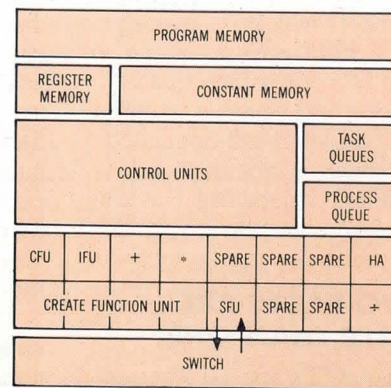 PROGRAM MEMORY
REGISTER
MEMORY
CONSTANT MEMORY
CONTROL UNITS
TASK
QUEUES
PROCESS
QUEUE
CFU IFU + * SPARE SPARE SPARE HA
CREATE FUNCTION UNIT SFU SPARE SPARE ÷
SWITCH